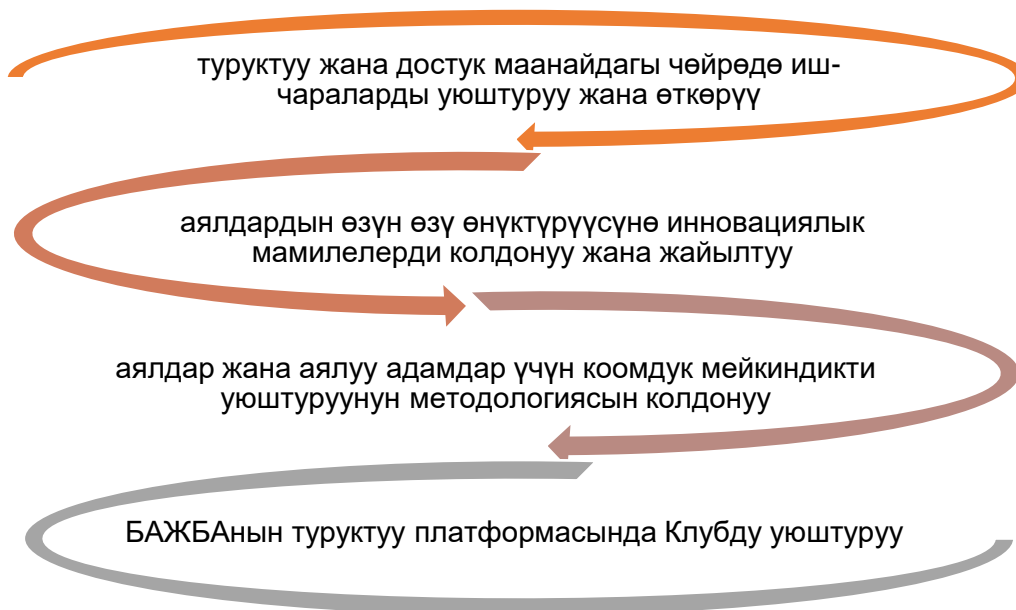 туруктуу жана достук маанайдагы чөйрөдө иш-
чараларды уюштуруу жана өткөрүү
аялдардын өзүн өзү өнүктүрүүсүнө инновациялык
мамилелерди колдонуу жана жайылтуу
аялдар жана аялуу адамдар үчүн коомдук мейкиндикти
уюштуруунун методологиясын колдонуу
БАЖБАнын туруктуу платформасында Клубду уюштуруу